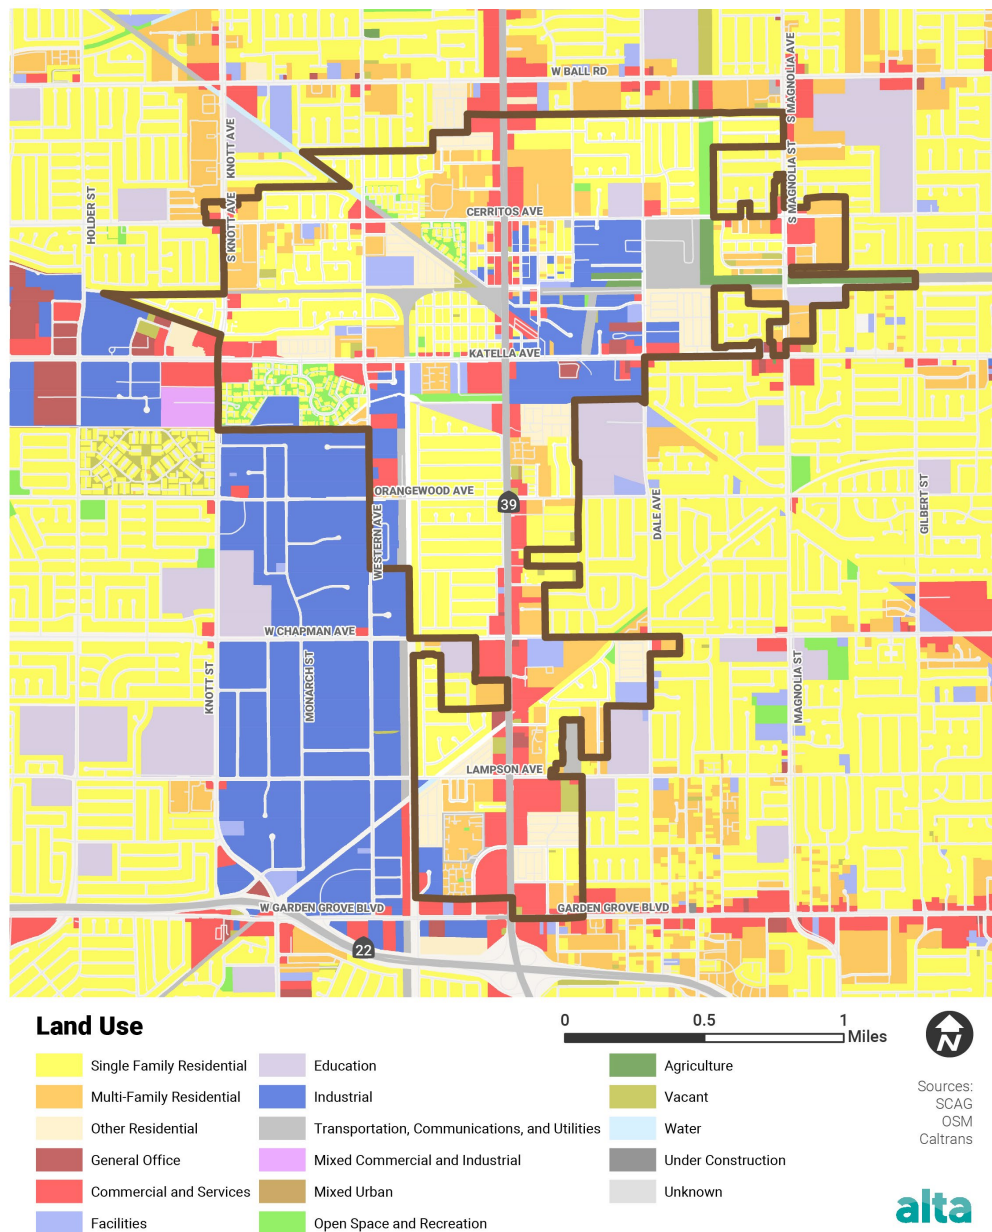 W BALL RD
S MAGNOLIA AVE
KNOTT AVE
S MAGNOLIA ST
HOLDER ST
S KNOTT AVE
CERRITOS AVE
KATELLA AVE
ORANGEWOOD AVE
39
WESTERN AVE
DALE AVE
GILBERT ST
W CHAPMAN AVE
KNOTT ST
MONARCH ST
MAGNOLIA ST
LAMPSON AVE
W GARDEN GROVE BLVD
GARDEN GROVE BLVD
22
Land Use
0 0.5 1
Miles
N
Single Family Residential
Multi-Family Residential
Other Residential
General Office
Commercial and Services
Facilities
Education
Industrial
Transportation, Communications, and Utilities
Mixed Commercial and Industrial
Mixed Urban
Open Space and Recreation
Agriculture
Vacant
Water
Under Construction
Unknown
Sources:
SCAG
OSM
Caltrans
alta